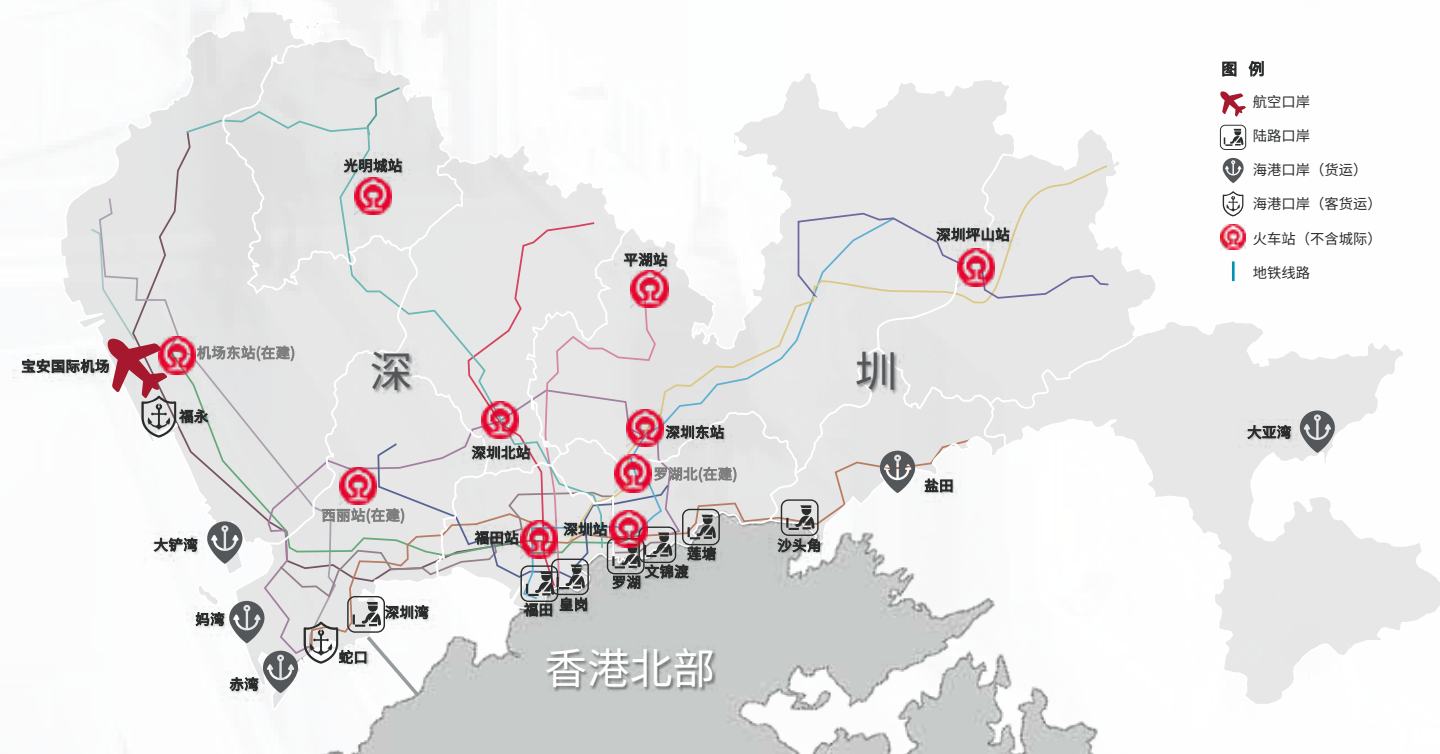 图 例
航空口岸
陆路口岸
海港口岸（货运）
海港口岸（客货运）
火车站（不含城际）
地铁线路
光明城站
深圳坪山站
平湖站
机场东站(在建)
宝安国际机场
深
圳
福永
深圳东站
大亚湾
深圳北站
罗湖北(在建)
盐田
西丽站(在建)
深圳站
福田站
大铲湾
莲塘
沙头角
文锦渡
罗湖
皇岗
福田
深圳湾
妈湾
蛇口
香港北部
赤湾